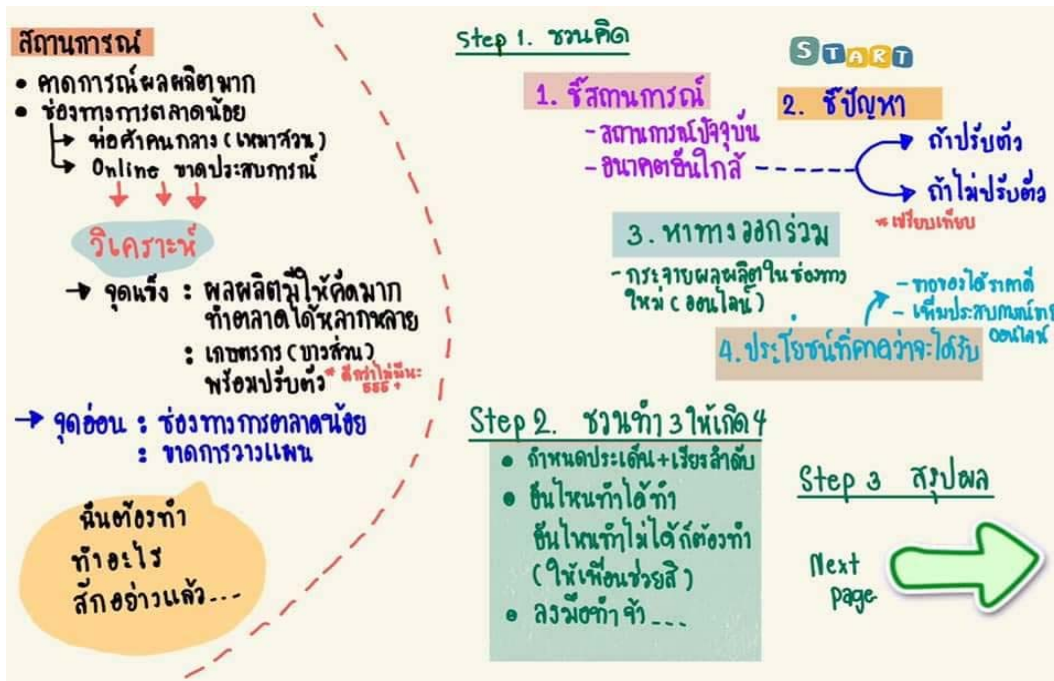 สถานการณ์
• คาดการณ์ผลผลิตมาก
• ช่องทางการตลาดน้อย
→ พ่อค้าคนกลาง (เหมาสวน)
→ Online ขาดประสบการณ์
วิเคราะห์
→ จุดแข็ง : ผลผลิตมีให้คัดมาก
ทำตลาดได้หลากหลาย
: เกษตรกร (บางส่วน)
พร้อมปรับตัว * ดีกว่าไม่มีนะ
555 +
→ จุดอ่อน : ช่องทางการตลาดน้อย
: ขาดการวางแผน
ฉันต้องทำ
ทำอะไร
สักอย่างแล้ว...
Step 1. ชวนคิด
START
1. ชี้สถานการณ์
- สถานการณ์ปัจจุบัน
- อนาคตอันใกล้
2. ชี้ปัญหา
ถ้าปรับตัว
ถ้าไม่ปรับตัว
* เปรียบเทียบ
3. หาทางออกร่วม
- กระจายผลผลิตในช่องทาง
ใหม่ (ออนไลน์)
- ขายของได้ราคาดี
- เพิ่มประสบการณ์ขาย
ออนไลน์
4. ประโยชน์ที่คาดว่าจะได้รับ
Step 2. ชวนทำ 3 ให้เกิด 4
• กำหนดประเด็น+เรียงลำดับ
• อันไหนทำได้ทำ
อันไหนทำไม่ได้ก็ต้องทำ
(ให้เพื่อนช่วยสิ)
• ลงมือทำจ้า...
Step 3 สรุปผล
Next
page